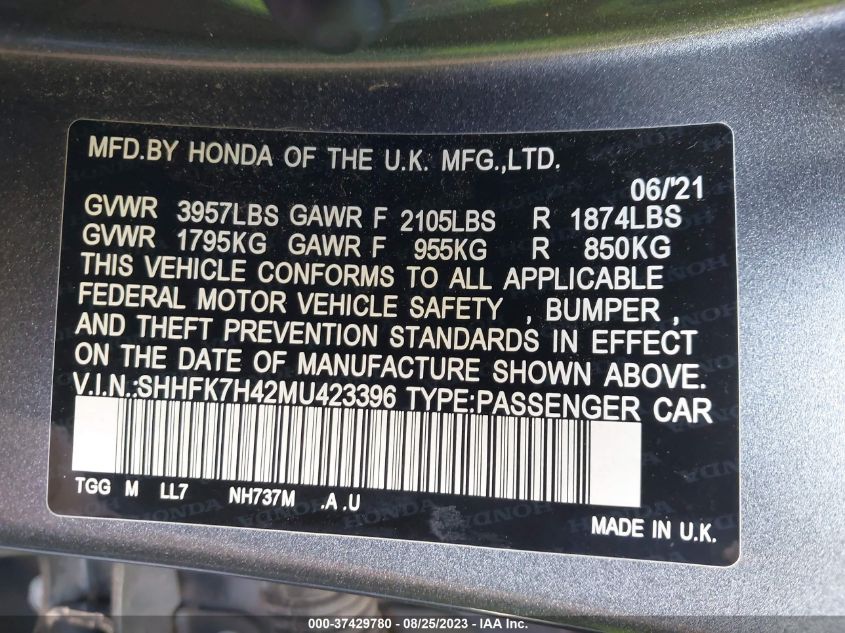 MFD.BY HONDA OF THE U.K. MFG.,LTD.
06/'21
GVWR 3957LBS GAWR F 2105LBS R 1874LBS
GVWR 1795KG GAWR F 955KG R 850KG
THIS VEHICLE CONFORMS TO ALL APPLICABLE
FEDERAL MOTOR VEHICLE SAFETY , BUMPER ,
AND THEFT PREVENTION STANDARDS IN EFFECT
ON THE DATE OF MANUFACTURE SHOWN ABOVE.
V.I.N.:SHHFK7H42MU423396 TYPE:PASSENGER CAR
TGG M LL7 NH737M .A .U
MADE IN U.K.
000-37429780 - 08/25/2023 - IAA Inc.